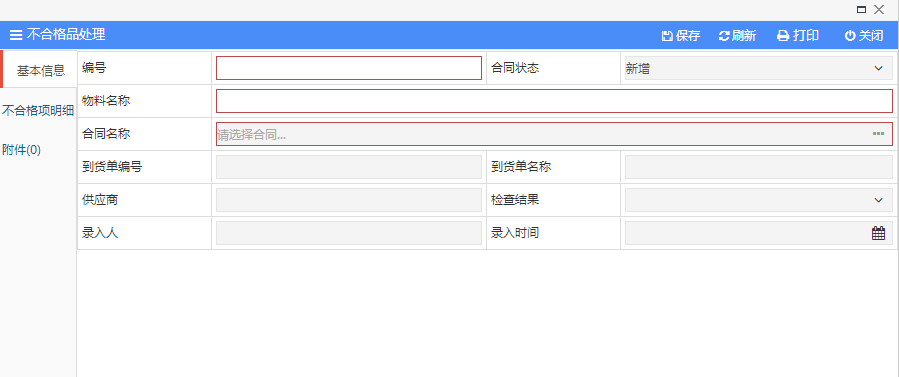 不合格品处理 保存 刷新 打印 关闭
基本信息
不合格项明细
附件(0)
编号 合同状态 新增
物料名称
合同名称 请选择合同...
到货单编号 到货单名称
供应商 检查结果
录入人 录入时间